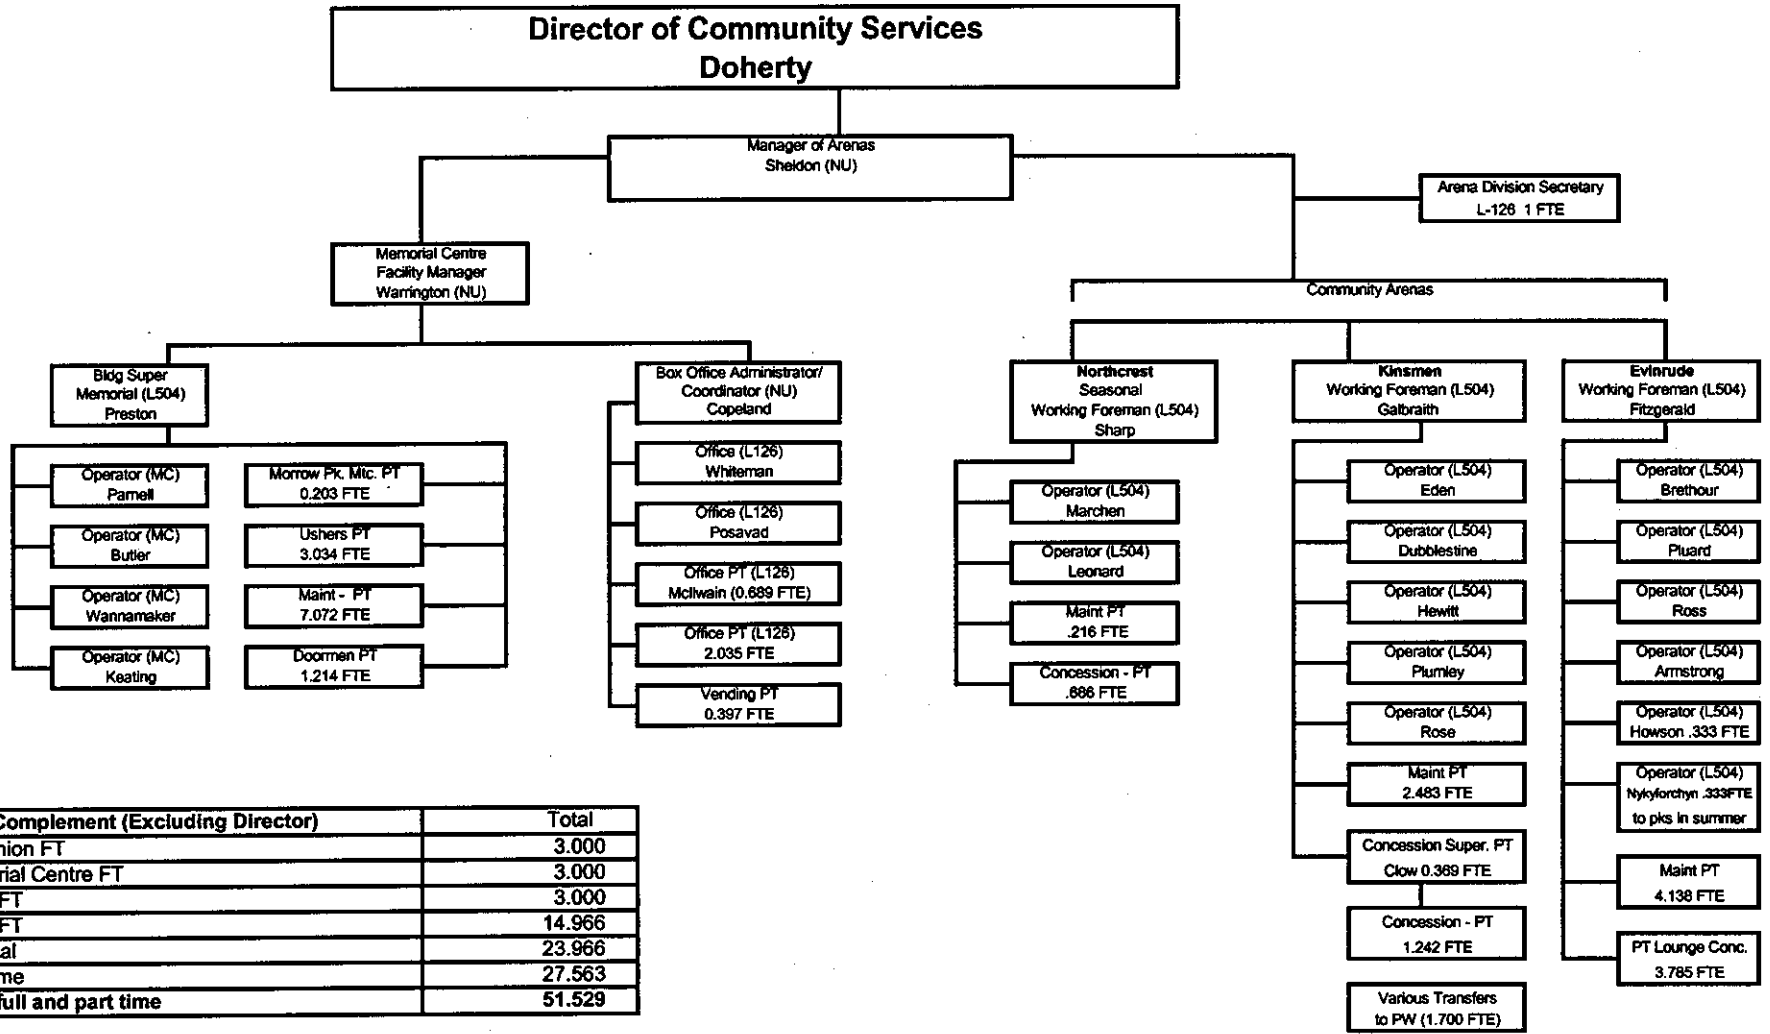 Director of Community Services
Doherty
Manager of Arenas
Sheldon (NU)
Arena Division Secretary
L-126 1 FTE
Memorial Centre
Facility Manager
Warrington (NU)
Community Arenas
Bldg Super
Memorial (L504)
Preston
Operator (MC)
Parnell
Operator (MC)
Butler
Operator (MC)
Wannamaker
Operator (MC)
Keating
Morrow Pk. Mtc. PT
0.203 FTE
Ushers PT
3.034 FTE
Maint - PT
7.072 FTE
Doormen PT
1.214 FTE
Box Office Administrator/
Coordinator (NU)
Copeland
Office (L126)
Whiteman
Office (L126)
Posavad
Office PT (L126)
McIlwain (0.689 FTE)
Office PT (L126)
2.035 FTE
Vending PT
0.397 FTE
Northcrest
Seasonal
Working Foreman (L504)
Sharp
Operator (L504)
Marchen
Operator (L504)
Leonard
Maint PT
.216 FTE
Concession - PT
.686 FTE
Kinsmen
Working Foreman (L504)
Galbraith
Operator (L504)
Eden
Operator (L504)
Dubblestine
Operator (L504)
Hewitt
Operator (L504)
Plumley
Operator (L504)
Rose
Maint PT
2.483 FTE
Concession Super. PT
Clow 0.369 FTE
Concession - PT
1.242 FTE
Various Transfers
to PW (1.700 FTE)
Evinrude
Working Foreman (L504)
Fitzgerald
Operator (L504)
Brethour
Operator (L504)
Pluard
Operator (L504)
Ross
Operator (L504)
Armstrong
Operator (L504)
Howson .333 FTE
Operator (L504)
Nykyforchyn .333FTE
to pks in summer
Maint PT
4.138 FTE
PT Lounge Conc.
3.785 FTE
Complement (Excluding Director) Total
nion FT 3.000
rial Centre FT 3.000
FT 3.000
FT 14.966
al 23.966
me 27.563
full and part time 51.529